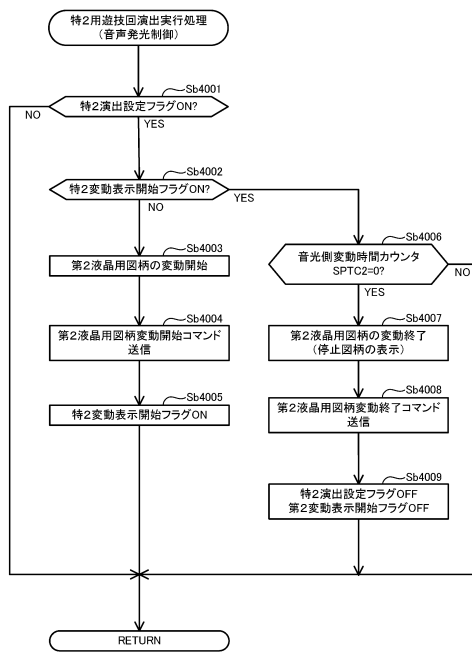 特2用遊技回演出実行処理
(音声発光制御)
Sb4001
特2演出設定フラグON?
NO
YES
Sb4002
特2変動表示開始フラグON?
YES
NO
Sb4003
第2液晶用図柄の変動開始
Sb4004
第2液晶用図柄変動開始コマンド
送信
Sb4005
特2変動表示開始フラグON
Sb4006
音光側変動時間カウンタ
SPTC2=0?
NO
YES
Sb4007
第2液晶用図柄の変動終了
(停止図柄の表示)
Sb4008
第2液晶用図柄変動終了コマンド
送信
Sb4009
特2演出設定フラグOFF
第2変動表示開始フラグOFF
RETURN